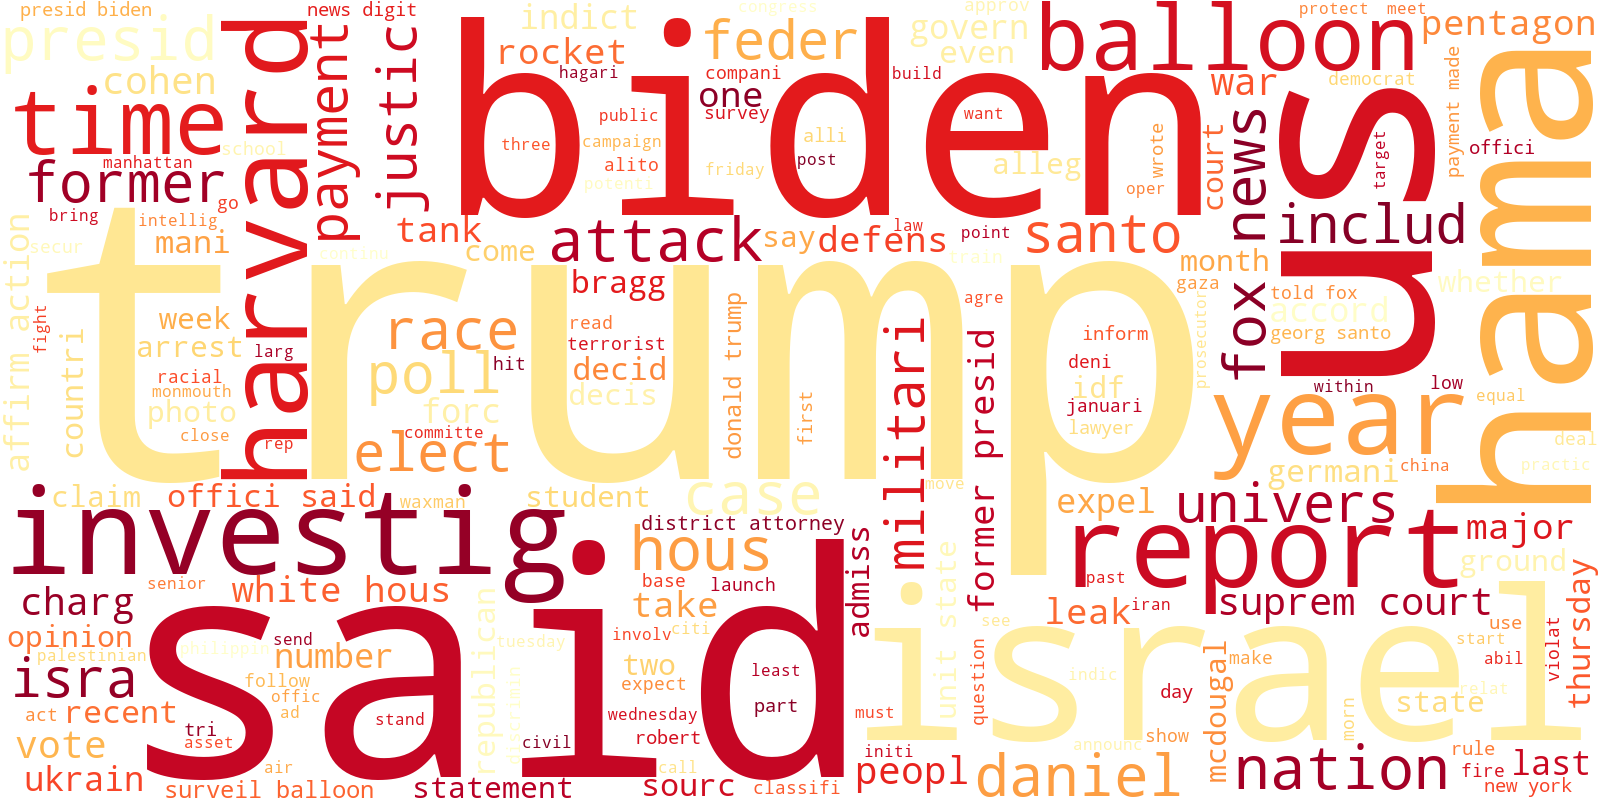 presid biden
news digit
indict
congress
approv
protect
meet
presid
harvard
payment
justic
rocket
biden
feder
govern
even
balloon
pentagon
cohen
time
hagari
compani
one
survey
build
war
democrat
payment made
hama
us
public
want
three
campaign
alli
alito
post
potenti
friday
alleg
wrote
court
oper
fox news
target
offici
school
manhattan
former
bring
intellig
go
mani
secur
affirm action
tank
come
attack
say
defens
law
point
santo
includ
month
continu
train
bragg
gaza
told fox
whether
accord
georg santo
agre
trump
week
arrest
fight
countri
larg
race
read
terrorist
hit
decid
donald trump
poll
militari
former presid
inform
deni
prosecutor
within
low
racial
monmouth
photo
close
rep
forc
decis
first
idf
januari
lawyer
year
equal
committe
elect
deal
germani
china
practic
claim
offici said
waxman
student
case
move
expel
univers
investig
district attorney
hous
admiss
report
major
ground
senior
white hous
base
launch
unit state
past
iran
suprem court
thursday
charg
take
leak
said
israel
opinion
send
republican
involv
citi
see
use
start
palestinian
philippin
number
tuesday
two
question
mcdougal
make
abil
violat
isra
follow
expect
least
indic
relat
offic
day
state
act
recent
ad
stand
discrimin
wednesday
part
must
morn
tri
vote
asset
civil
robert
initi
announc
show
rule
air
call
peopl
daniel
nation
fire
last
ukrain
surveil balloon
statement
sourc
classifi
new york